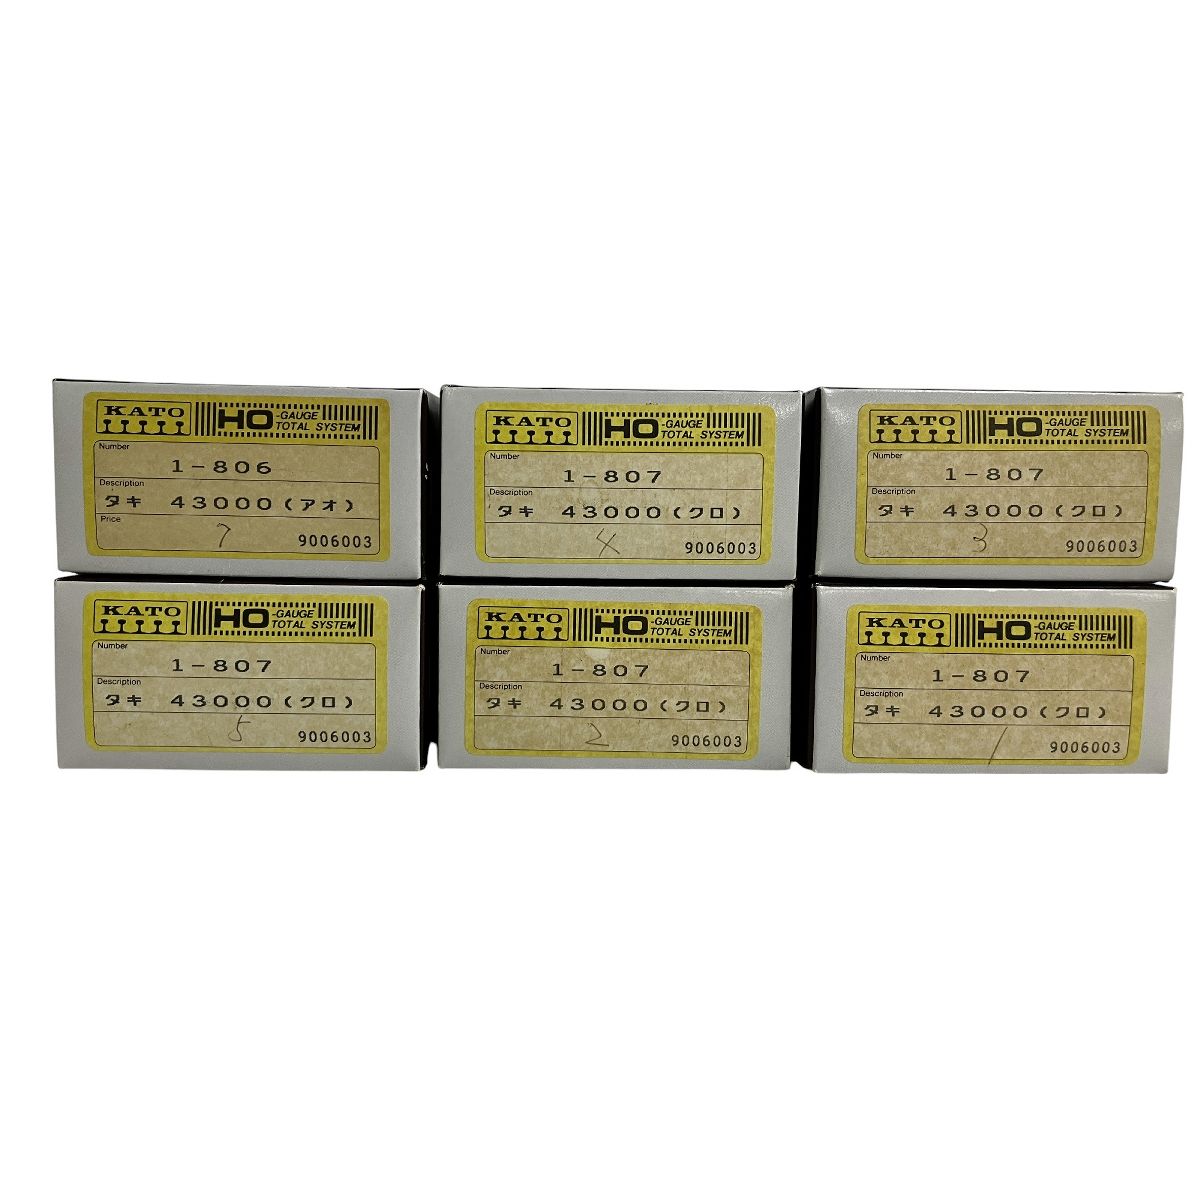 KATO HO -GAUGE TOTAL SYSTEM
Number
1-806
Description
タキ 43000(アオ)
Price
7 9006003
KATO HO -GAUGE TOTAL SYSTEM
Number
1-807
Description
タキ 43000(クロ)
4 9006003
KATO HO -GAUGE TOTAL SYSTEM
Number
1-807
Description
タキ 43000(クロ)
3 9006003
KATO HO -GAUGE TOTAL SYSTEM
Number
1-807
Description
タキ 43000(クロ)
5 9006003
KATO HO -GAUGE TOTAL SYSTEM
Number
1-807
Description
タキ 43000(クロ)
2 9006003
KATO HO -GAUGE TOTAL SYSTEM
Number
1-807
Description
タキ 43000(クロ)
1 9006003